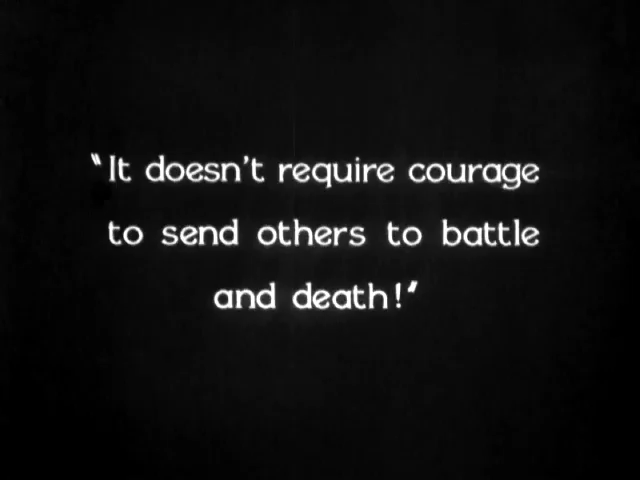 "It doesn't require courage
to send others to battle
and death!"